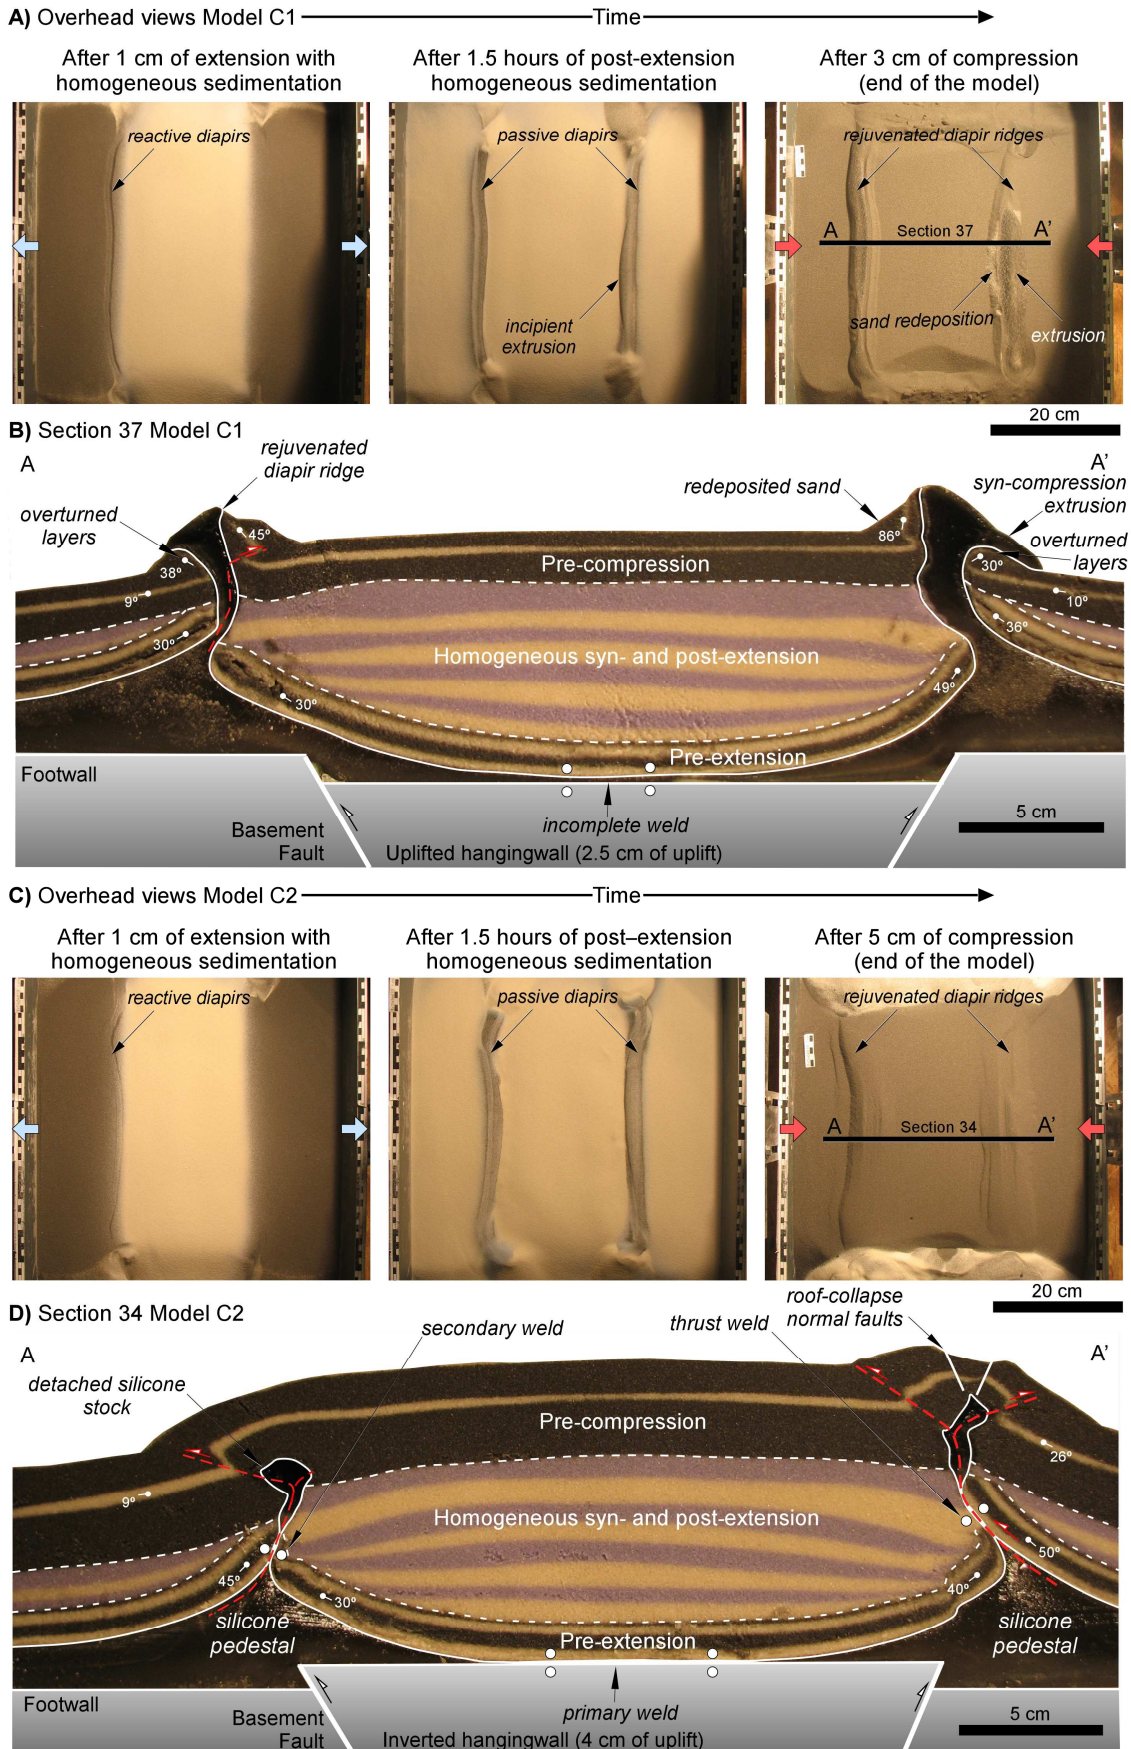 A) Overhead views Model C1 Time
After 1 cm of extension with
homogeneous sedimentation
After 1.5 hours of post-extension
homogeneous sedimentation
After 3 cm of compression
(end of the model)
reactive diapirs
passive diapirs
incipient
extrusion
rejuvenated diapir ridges
A Section 37 A'
sand redeposition
extrusion
20 cm
B) Section 37 Model C1
A
A'
rejuvenated
diapir ridge
overturned
layers
redeposited sand
syn-compression
extrusion
overturned
layers
45º
86º
38º
30º
9º
10º
30º
36º
30º
49º
Pre-compression
Homogeneous syn- and post-extension
Pre-extension
Footwall
Basement
Fault
incomplete weld
Uplifted hangingwall (2.5 cm of uplift)
5 cm
C) Overhead views Model C2 Time
After 1 cm of extension with
homogeneous sedimentation
After 1.5 hours of post–extension
homogeneous sedimentation
After 5 cm of compression
(end of the model)
reactive diapirs
passive diapirs
rejuvenated diapir ridges
A Section 34 A'
20 cm
D) Section 34 Model C2
A
A'
secondary weld
thrust weld
roof-collapse
normal faults
detached silicone
stock
Pre-compression
26º
9º
Homogeneous syn- and post-extension
50º
45º
40º
30º
silicone
pedestal
Pre-extension
silicone
pedestal
Footwall
Basement
Fault
primary weld
Inverted hangingwall (4 cm of uplift)
5 cm